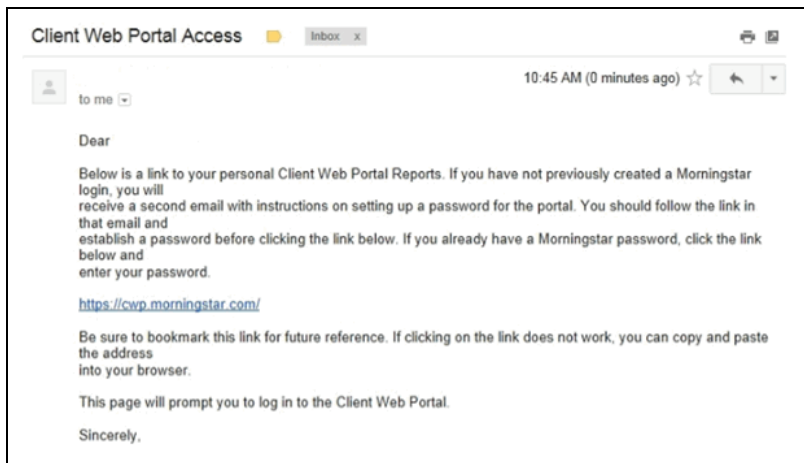 Client Web Portal Access
Inbox x
10:45 AM (0 minutes ago)
to me
Dear
Below is a link to your personal Client Web Portal Reports. If you have not previously created a Morningstar
login, you will
receive a second email with instructions on setting up a password for the portal. You should follow the link in
that email and
establish a password before clicking the link below. If you already have a Morningstar password, click the link
below and
enter your password.
https://cwp.morningstar.com/
Be sure to bookmark this link for future reference. If clicking on the link does not work, you can copy and paste
the address
into your browser.
This page will prompt you to log in to the Client Web Portal.
Sincerely,